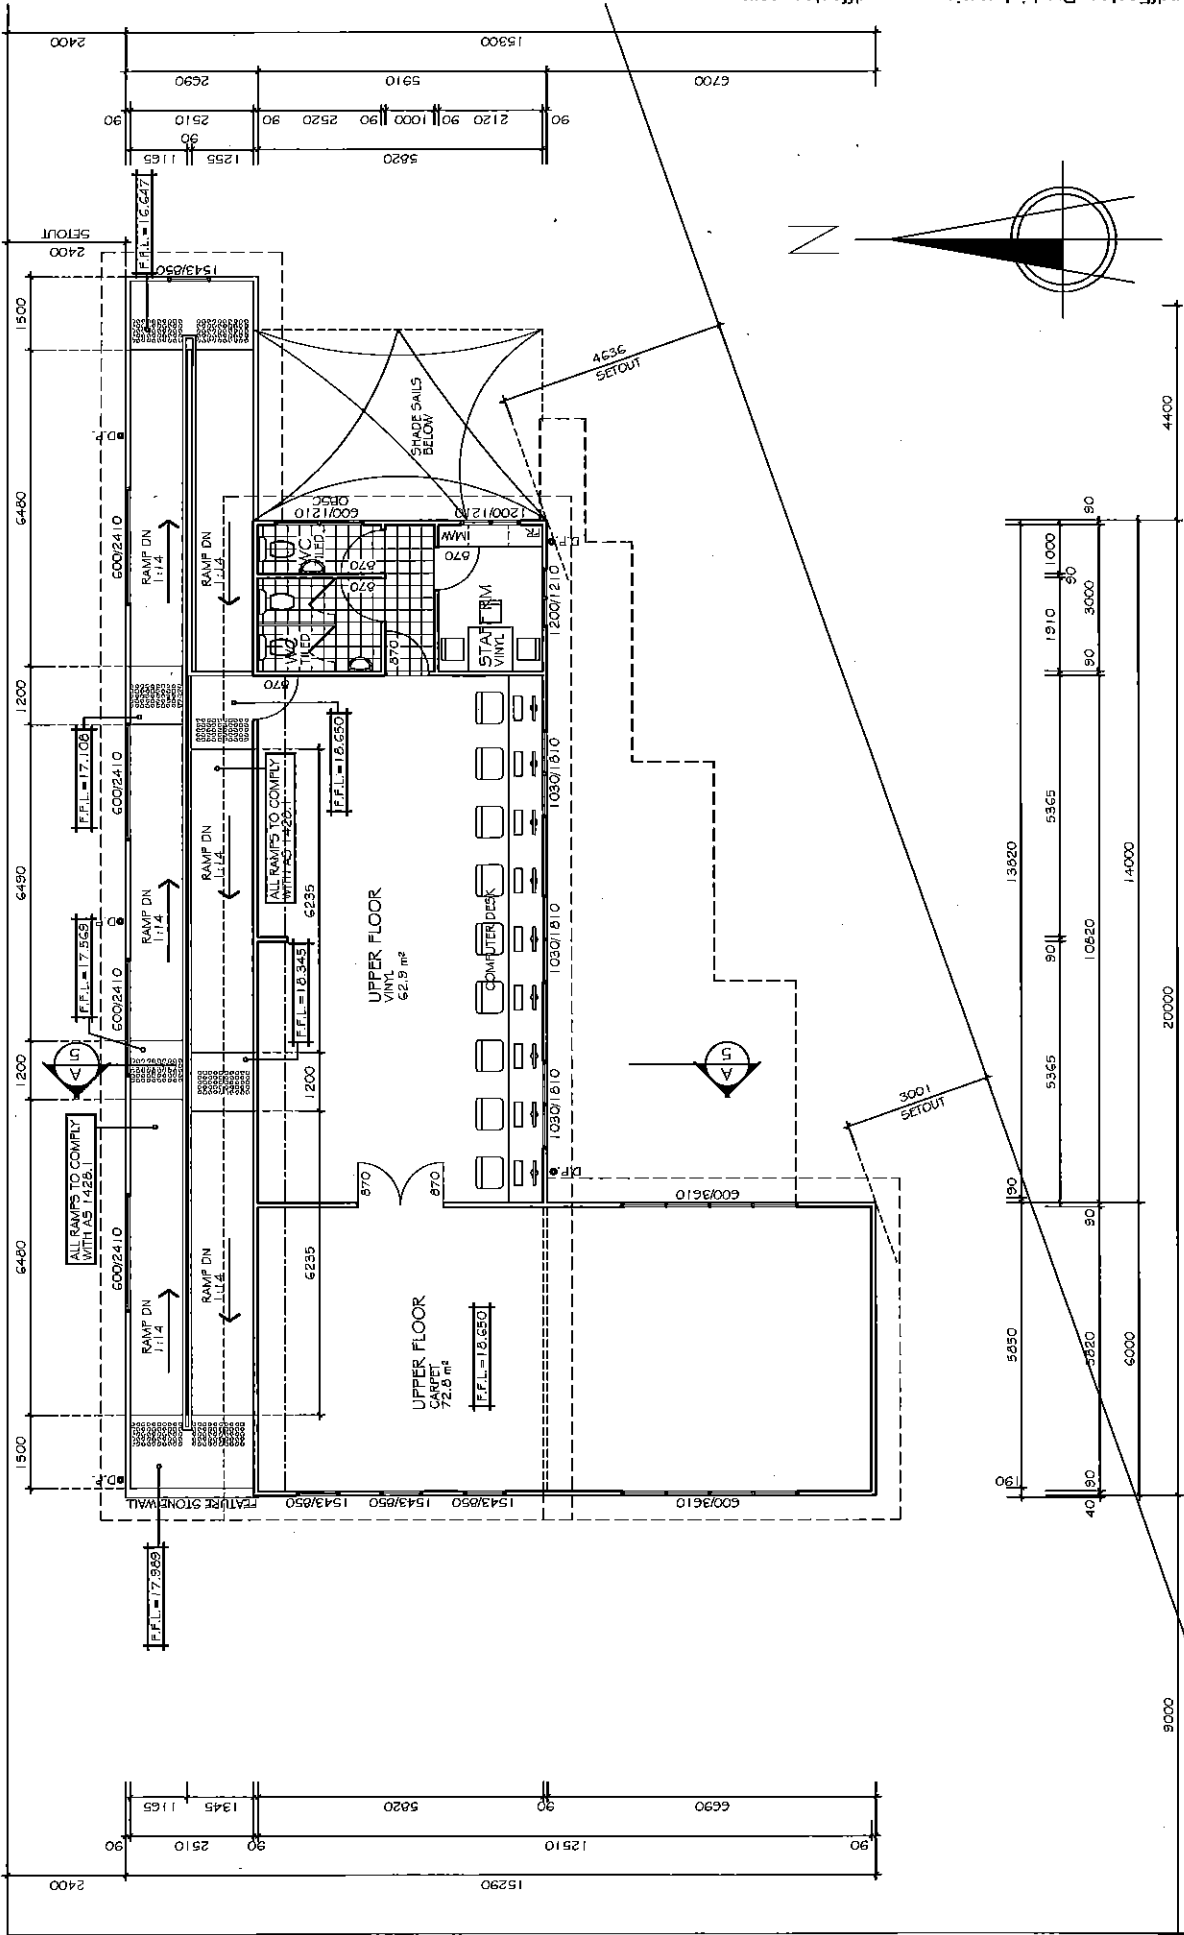 2400
15300
2690
5910
6700
90
2510
90
2520
90
1000
90
2120
90
90
1165
1255
5820
F.F.L.=16.647
SETOUT
2400
1543/850
1500
6480
1200
6490
1200
6480
1500
D.P.
600/2410
RAMP DN
1:14
RAMP DN
1:14
SHADE SAILS
BELOW
4636
SETOUT
N
4400
OBSC
600/1210
1200/1210
WC
TILED
870
870
MW
870
FR
D.P.
WC
TILED
870
STAFF RM
VINYL
1200/1210
870
F.F.L.=17.108
F.F.L.=18.650
600/2410
RAMP DN
1:14
RAMP DN
1:14
ALL RAMPS TO COMPLY
WITH AS 1428.1
6235
1030/1810
UPPER FLOOR
VINYL
62.9 m²
COMPUTER DESK
1030/1810
F.F.L.=17.569
D.P.
600/2410
F.F.L.=18.345
A
5
1200
1030/1810
A
5
3001
SETOUT
ALL RAMPS TO COMPLY
WITH AS 1428.1
870
870
D.P.
600/3610
600/2410
RAMP DN
1:14
RAMP DN
1:14
6235
UPPER FLOOR
CARPET
72.8 m²
F.F.L.=18.650
D.P.
FEATURE STONE WALL
1543/850
1543/850
1543/850
600/3610
F.F.L.=17.989
90
1000
90
1910
3000
90
5365
13820
14000
90
10820
20000
5365
190
90
5850
5820
6000
190
90
40
9000
1165
1345
5820
90
6690
90
2510
90
12510
90
2400
15290